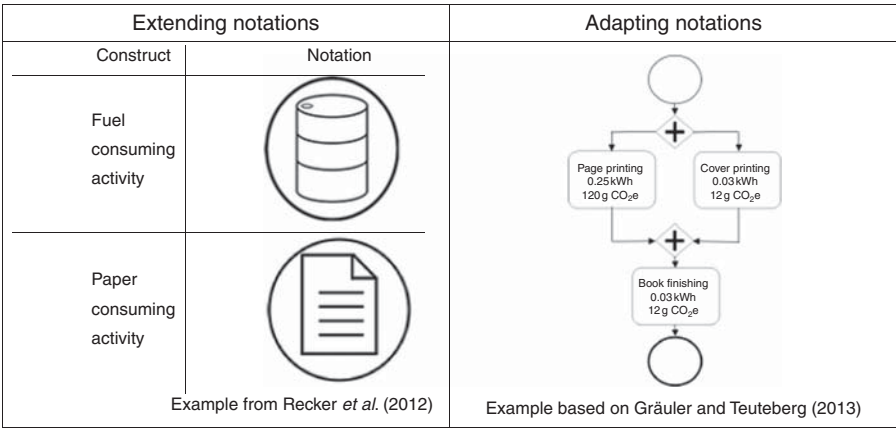 Extending notations
Construct
Notation
Fuel
consuming
activity
Paper
consuming
activity
Example from Recker et al. (2012)
Adapting notations
Page printing
0.25 kWh
120 g CO₂e
Cover printing
0.03 kWh
12 g CO₂e
Book finishing
0.03 kWh
12 g CO₂e
Example based on Gräuler and Teuteberg (2013)